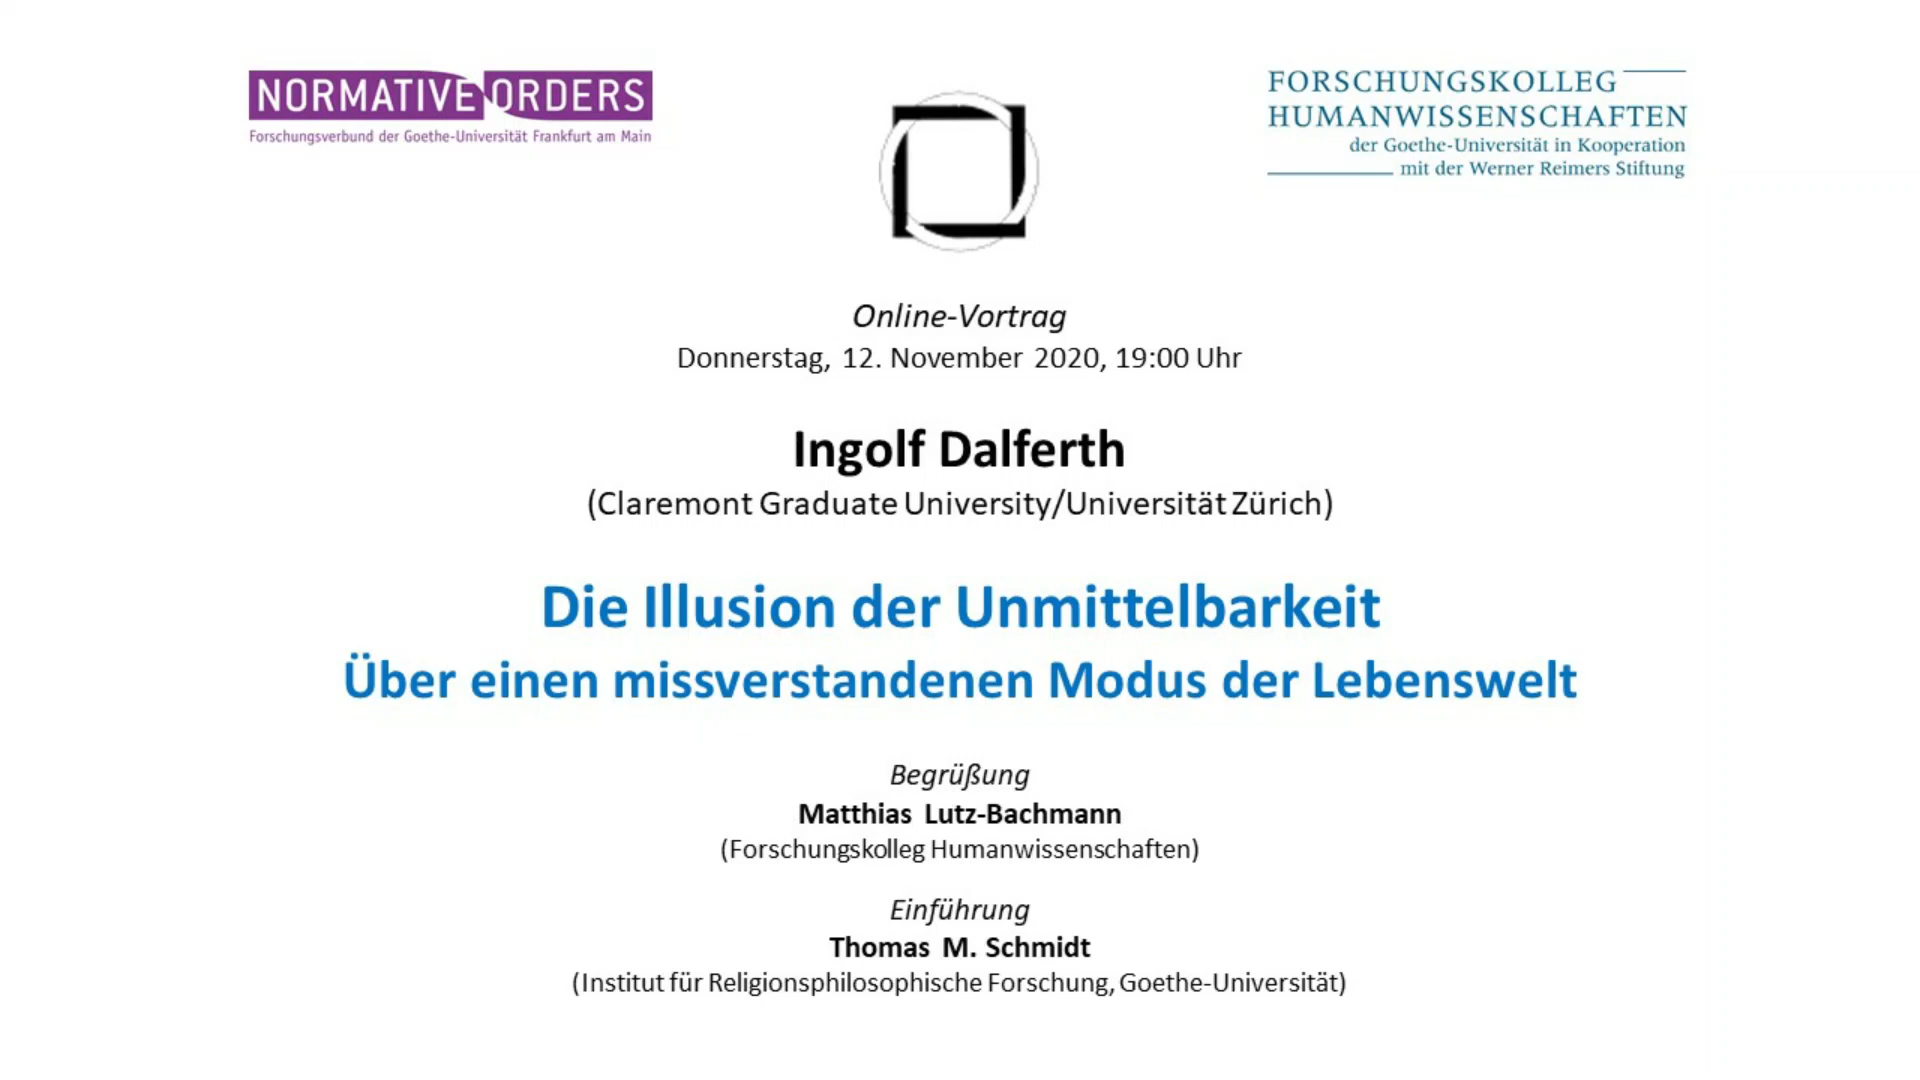 NORMATIVE ORDERS
Forschungsverbund der Goethe-Universität Frankfurt am Main
FORSCHUNGSKOLLEG
HUMANWISSENSCHAFTEN
der Goethe-Universität in Kooperation
mit der Werner Reimers Stiftung
Online-Vortrag
Donnerstag, 12. November 2020, 19:00 Uhr
Ingolf Dalferth
(Claremont Graduate University/Universität Zürich)
Die Illusion der Unmittelbarkeit
Über einen missverstandenen Modus der Lebenswelt
Begrüßung
Matthias Lutz-Bachmann
(Forschungskolleg Humanwissenschaften)
Einführung
Thomas M. Schmidt
(Institut für Religionsphilosophische Forschung, Goethe-Universität)